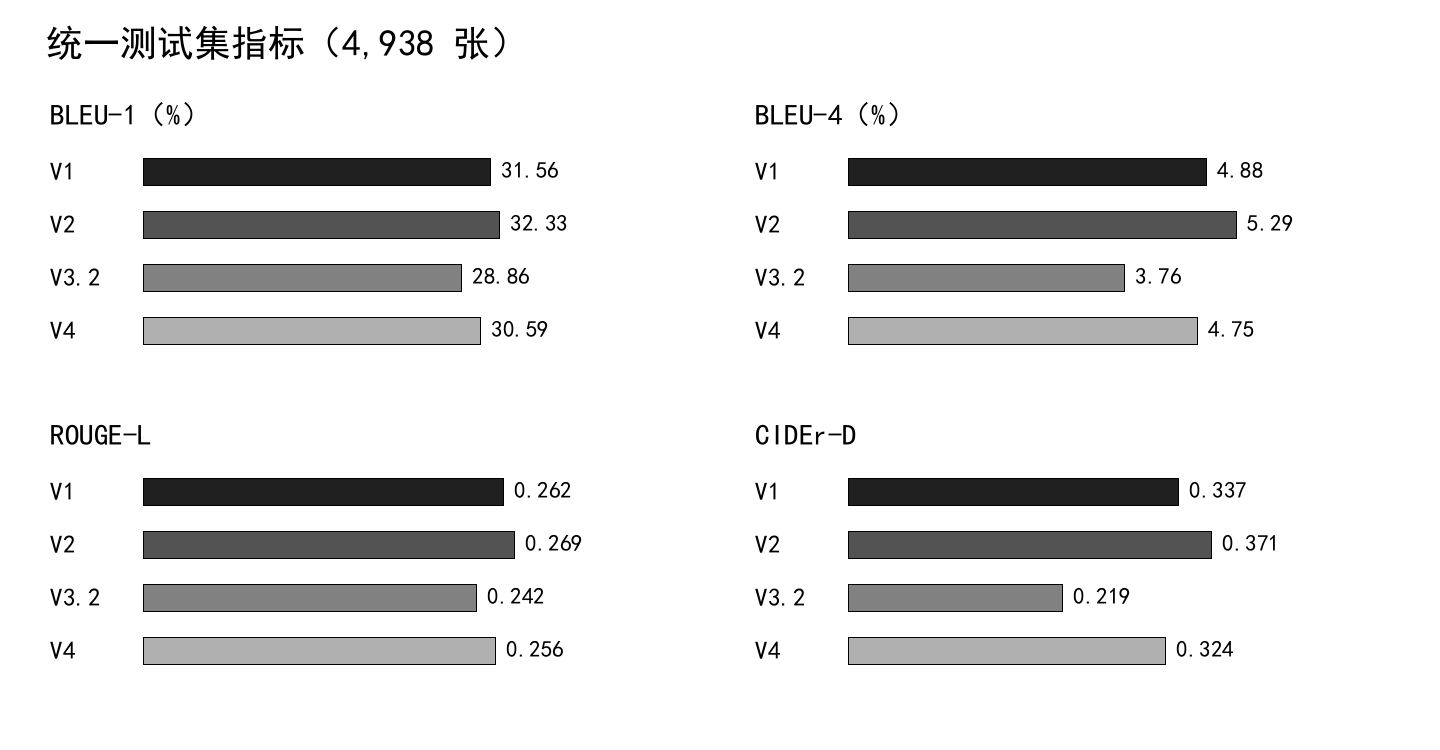 统一测试集指标（4,938 张）
BLEU-1（%）
V1 31.56
V2 32.33
V3.2 28.86
V4 30.59
BLEU-4（%）
V1 4.88
V2 5.29
V3.2 3.76
V4 4.75
ROUGE-L
V1 0.262
V2 0.269
V3.2 0.242
V4 0.256
CIDEr-D
V1 0.337
V2 0.371
V3.2 0.219
V4 0.324